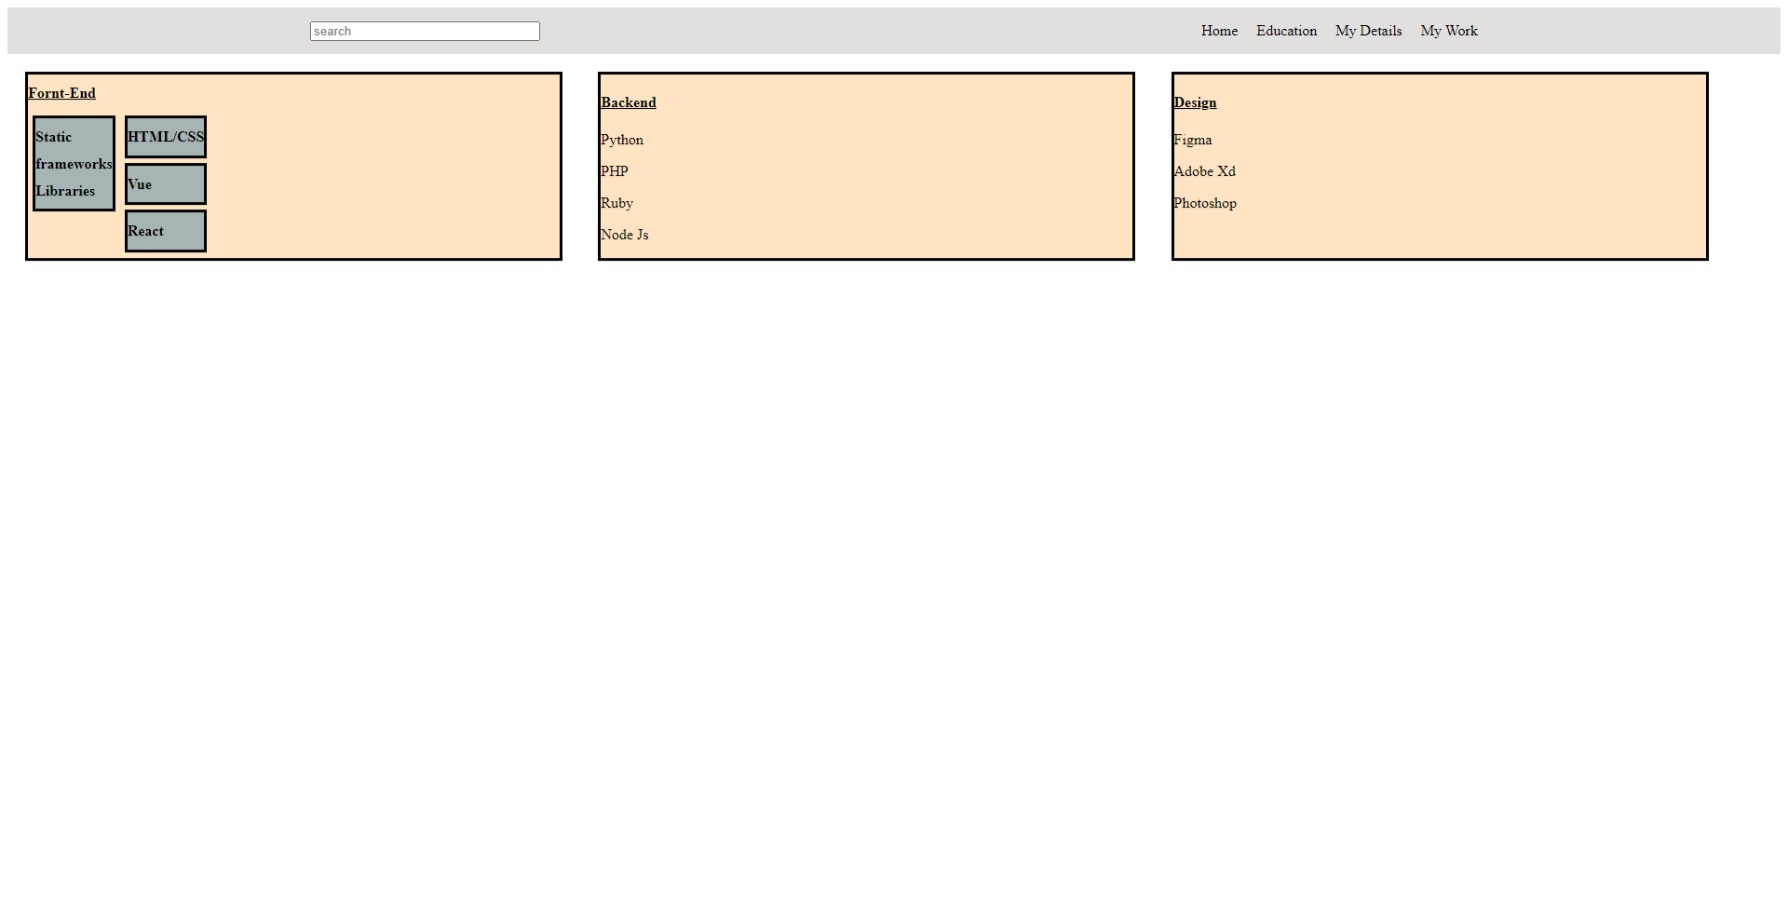 search
Home Education My Details My Work
Fornt-End
Static
frameworks
Libraries
HTML/CSS
Vue
React
Backend
Python
PHP
Ruby
Node Js
Design
Figma
Adobe Xd
Photoshop